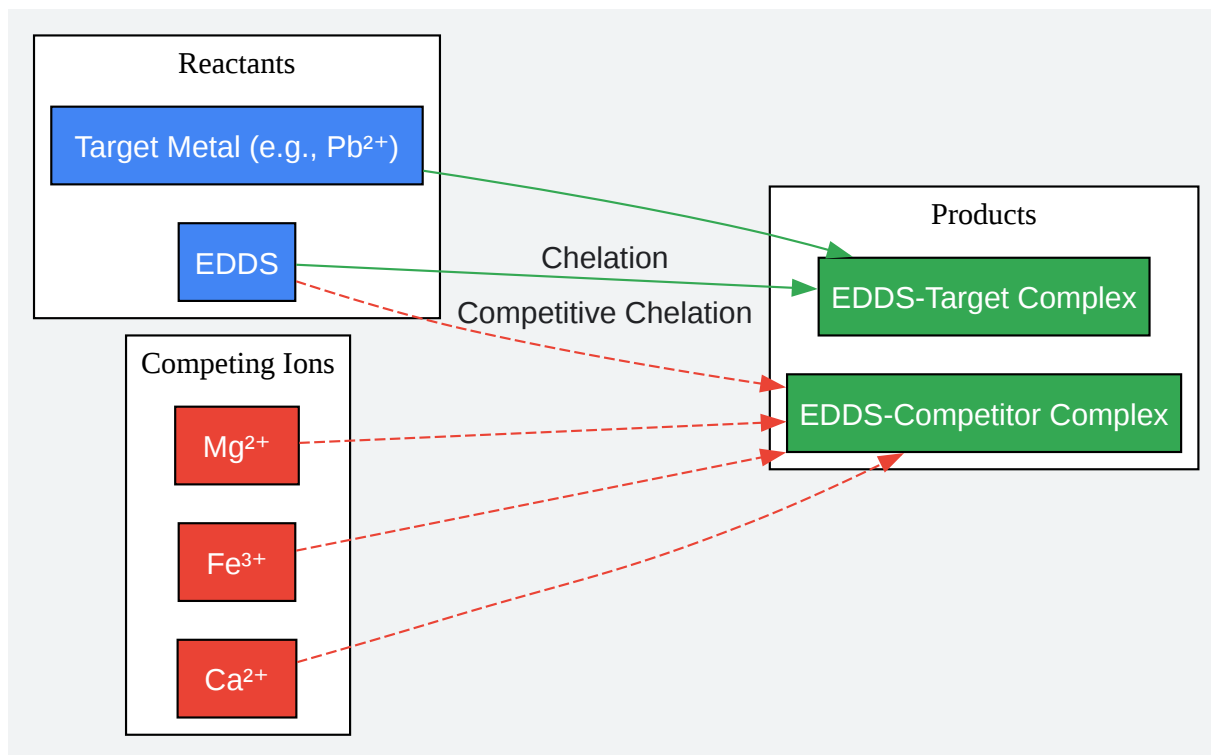 Reactants
Target Metal (e.g., Pb²⁺)
EDDS
Chelation
Competitive Chelation
Competing Ions
Mg²⁺
Fe³⁺
Ca²⁺
Products
EDDS-Target Complex
EDDS-Competitor Complex